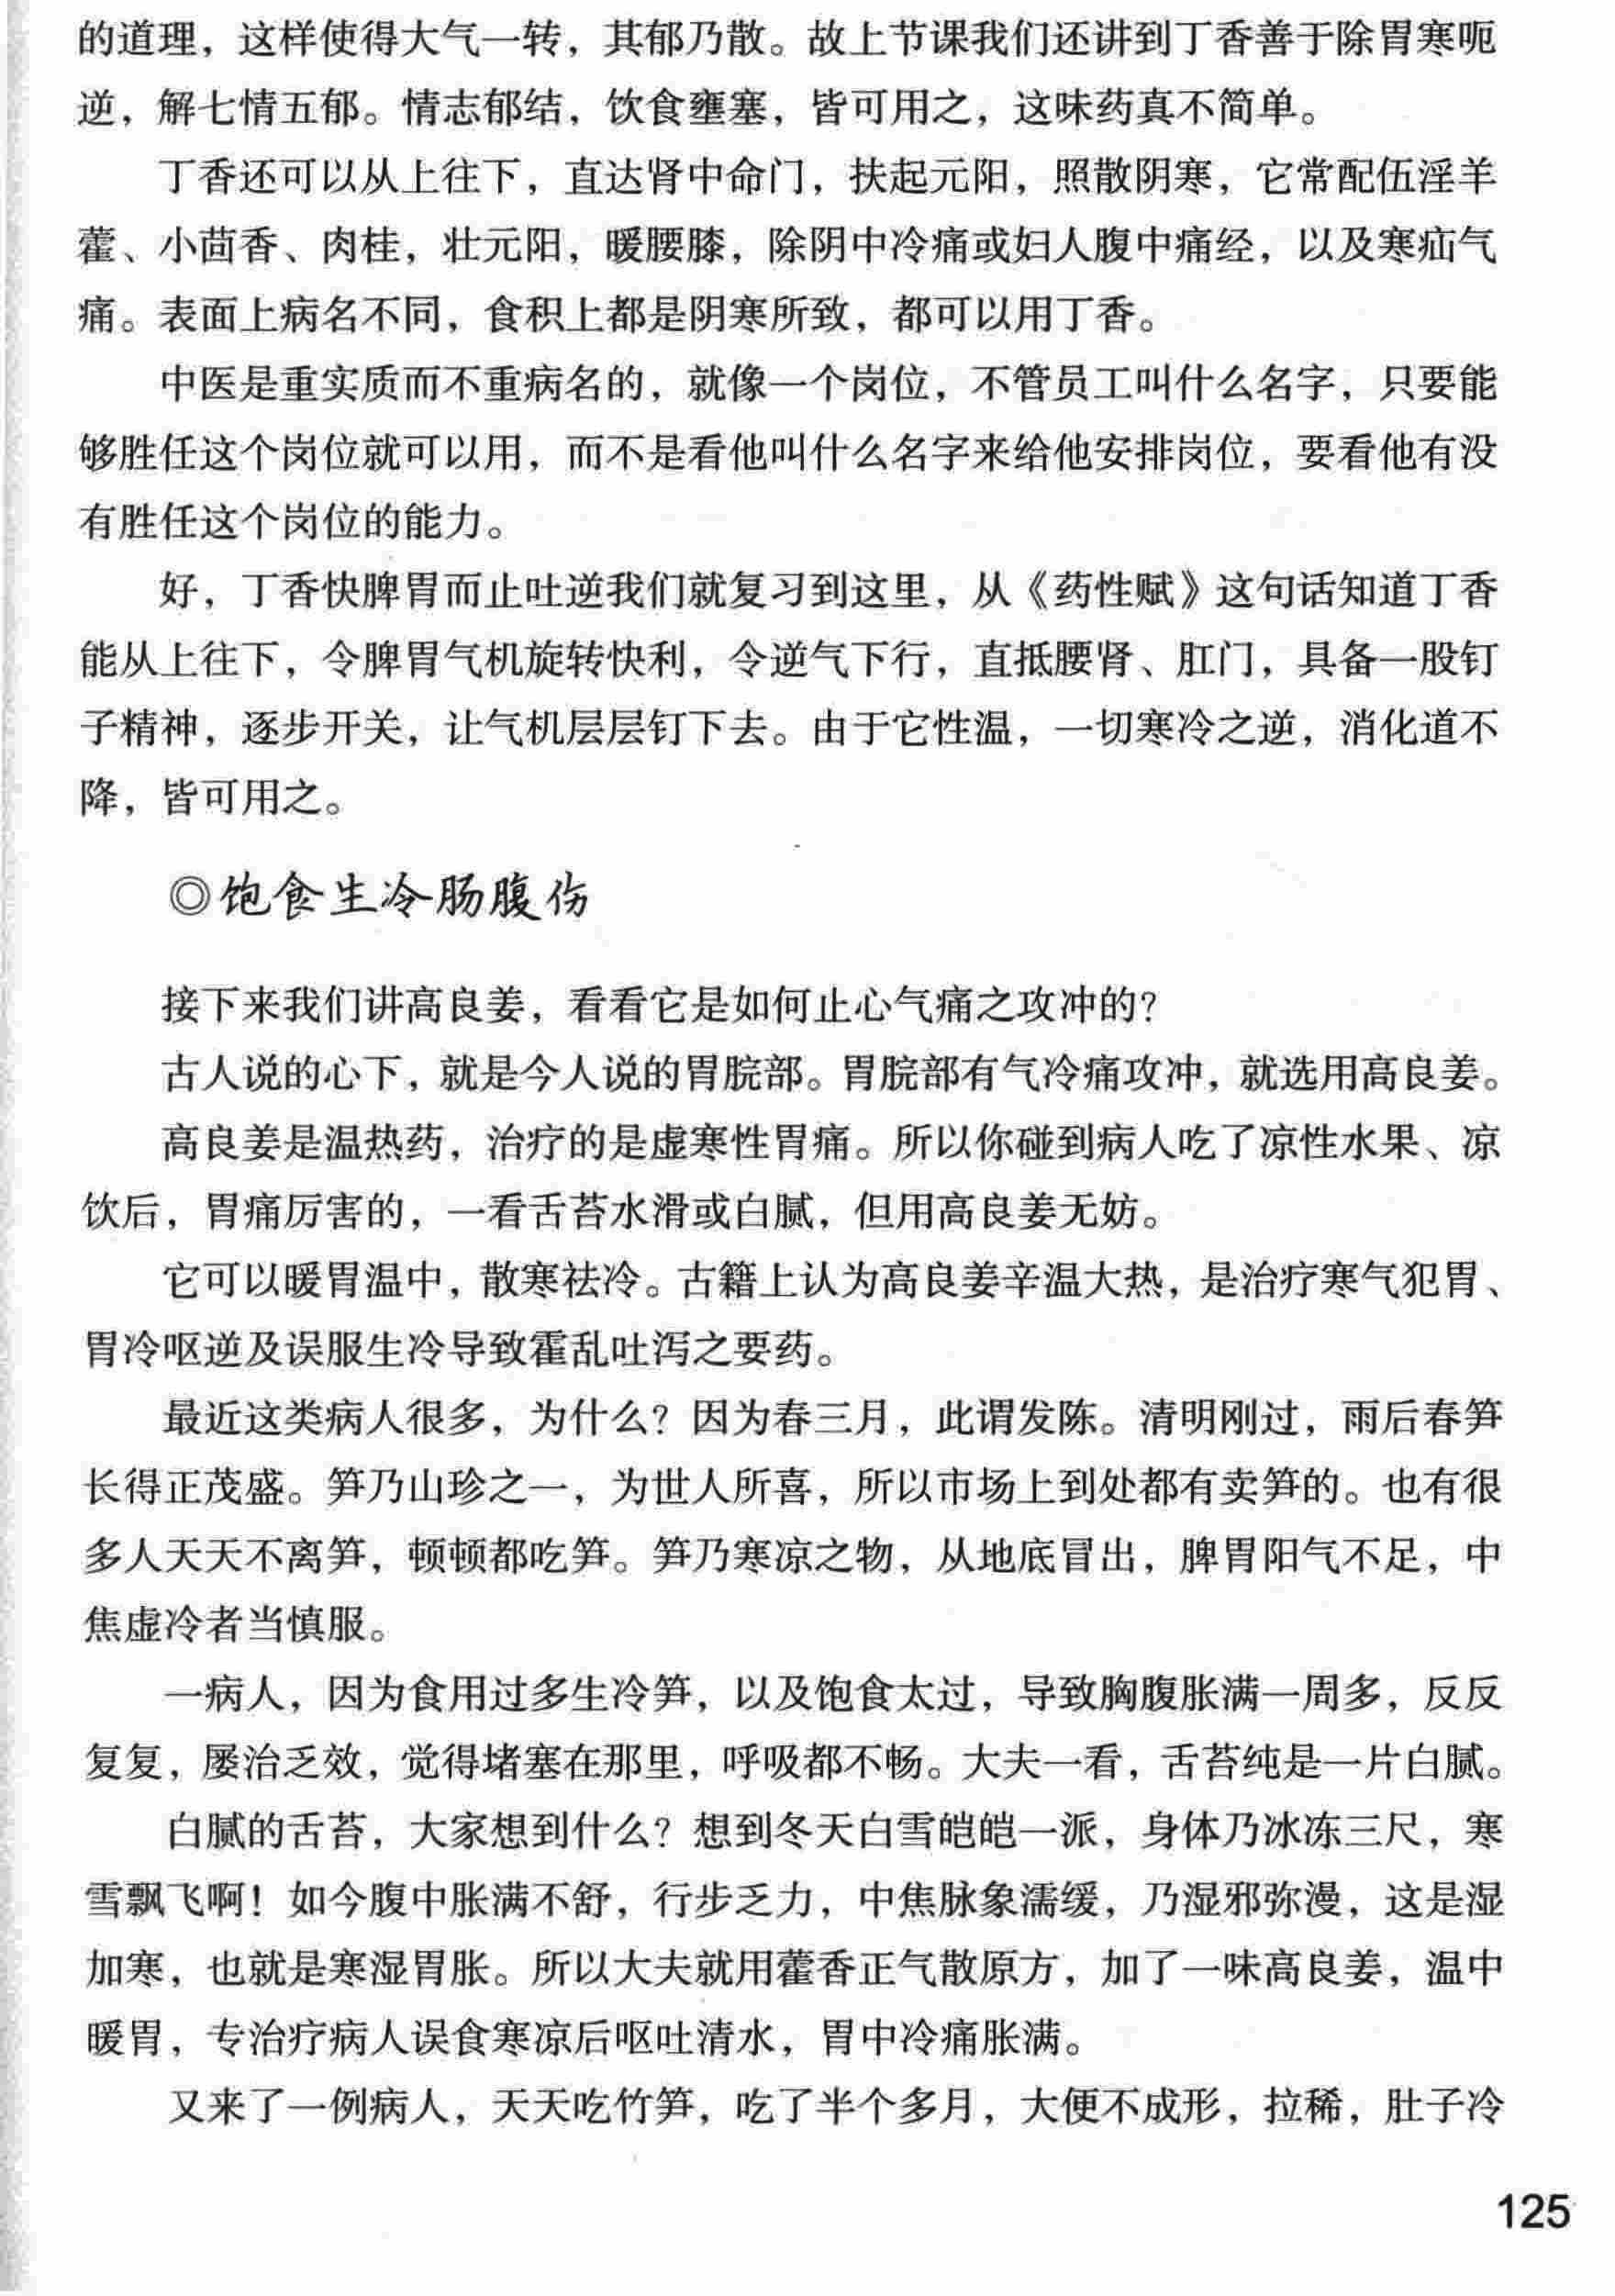 的道理，这样使得大气一转，其郁乃散。故上节课我们还讲到丁香善于除胃寒呃
逆，解七情五郁。情志郁结，饮食壅塞，皆可用之，这味药真不简单。
丁香还可以从上往下，直达肾中命门，扶起元阳，照散阴寒，它常配伍淫羊
藿、小茴香、肉桂，壮元阳，暖腰膝，除阴中冷痛或妇人腹中痛经，以及寒疝气
痛。表面上病名不同，食积上都是阴寒所致，都可以用丁香。
中医是重实质而不重病名的，就像一个岗位，不管员工叫什么名字，只要能
够胜任这个岗位就可以用，而不是看他叫什么名字来给他安排岗位，要看他有没
有胜任这个岗位的能力。
好，丁香快脾胃而止吐逆我们就复习到这里，从《药性赋》这句话知道丁香
能从上往下，令脾胃气机旋转快利，令逆气下行，直抵腰肾、肛门，具备一股钉
子精神，逐步开关，让气机层层钉下去。由于它性温，一切寒冷之逆，消化道不
降，皆可用之。
◎饱食生冷肠腹伤
接下来我们讲高良姜，看看它是如何止心气痛之攻冲的？
古人说的心下，就是今人说的胃脘部。胃脘部有气冷痛攻冲，就选用高良姜。
高良姜是温热药，治疗的是虚寒性胃痛。所以你碰到病人吃了凉性水果、凉
饮后，胃痛厉害的，一看舌苔水滑或白腻，但用高良姜无妨。
它可以暖胃温中，散寒祛冷。古籍上认为高良姜辛温大热，是治疗寒气犯胃、
胃冷呕逆及误服生冷导致霍乱吐泻之要药。
最近这类病人很多，为什么？因为春三月，此谓发陈。清明刚过，雨后春笋
长得正茂盛。笋乃山珍之一，为世人所喜，所以市场上到处都有卖笋的。也有很
多人天天不离笋，顿顿都吃笋。笋乃寒凉之物，从地底冒出，脾胃阳气不足，中
焦虚冷者当慎服。
一病人，因为食用过多生冷笋，以及饱食太过，导致胸腹胀满一周多，反反
复复，屡治乏效，觉得堵塞在那里，呼吸都不畅。大夫一看，舌苔纯是一片白腻。
白腻的舌苔，大家想到什么？想到冬天白雪皑皑一派，身体乃冰冻三尺，寒
雪飘飞啊！如今腹中胀满不舒，行步乏力，中焦脉象濡缓，乃湿邪弥漫，这是湿
加寒，也就是寒湿胃胀。所以大夫就用藿香正气散原方，加了一味高良姜，温中
暖胃，专治疗病人误食寒凉后呕吐清水，胃中冷痛胀满。
又来了一例病人，天天吃竹笋，吃了半个多月，大便不成形，拉稀，肚子冷
125